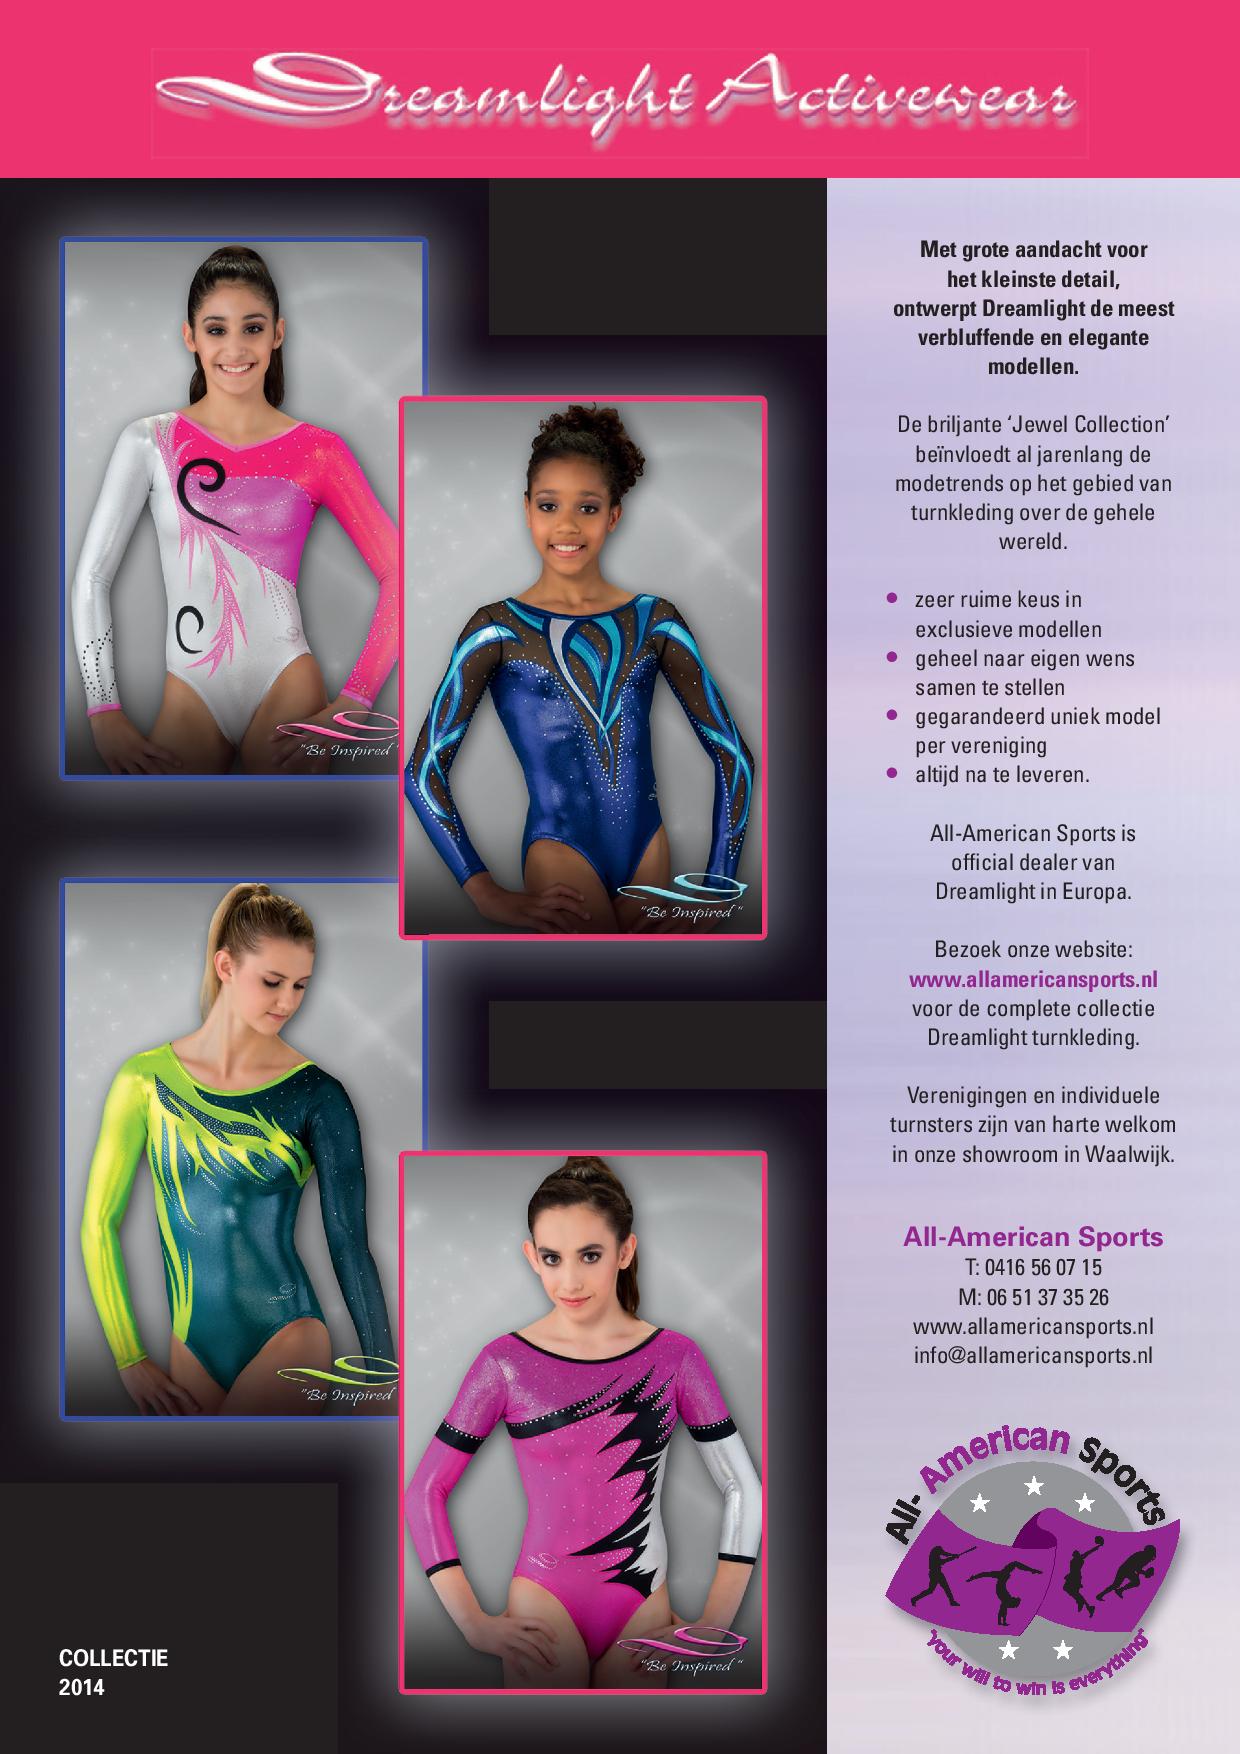 Dreamlight Activewear
"Be Inspired"
"Be Inspired"
"Be Inspired"
"Be Inspired"
COLLECTIE
2014
Met grote aandacht voor
het kleinste detail,
ontwerpt Dreamlight de meest
verbluffende en elegante
modellen.
De briljante ‘Jewel Collection’
beïnvloedt al jarenlang de
modetrends op het gebied van
turnkleding over de gehele
wereld.
• zeer ruime keus in
exclusieve modellen
• geheel naar eigen wens
samen te stellen
• gegarandeerd uniek model
per vereniging
• altijd na te leveren.
All-American Sports is
official dealer van
Dreamlight in Europa.
Bezoek onze website:
www.allamericansports.nl
voor de complete collectie
Dreamlight turnkleding.
Verenigingen en individuele
turnsters zijn van harte welkom
in onze showroom in Waalwijk.
All-American Sports
T: 0416 56 07 15
M: 06 51 37 35 26
www.allamericansports.nl
info@allamericansports.nl
All-American sports
"your will to win is everything"